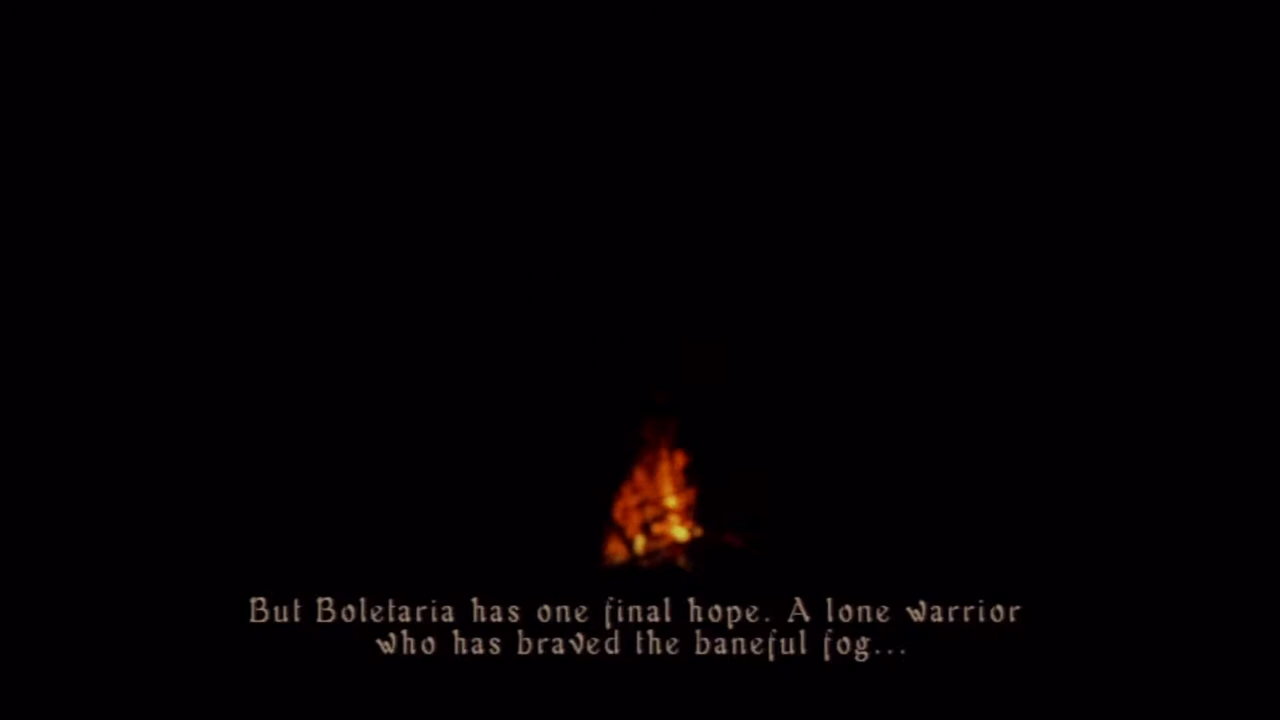 But Boletaria has one final hope. A lone warrior
who has braved the baneful fog...